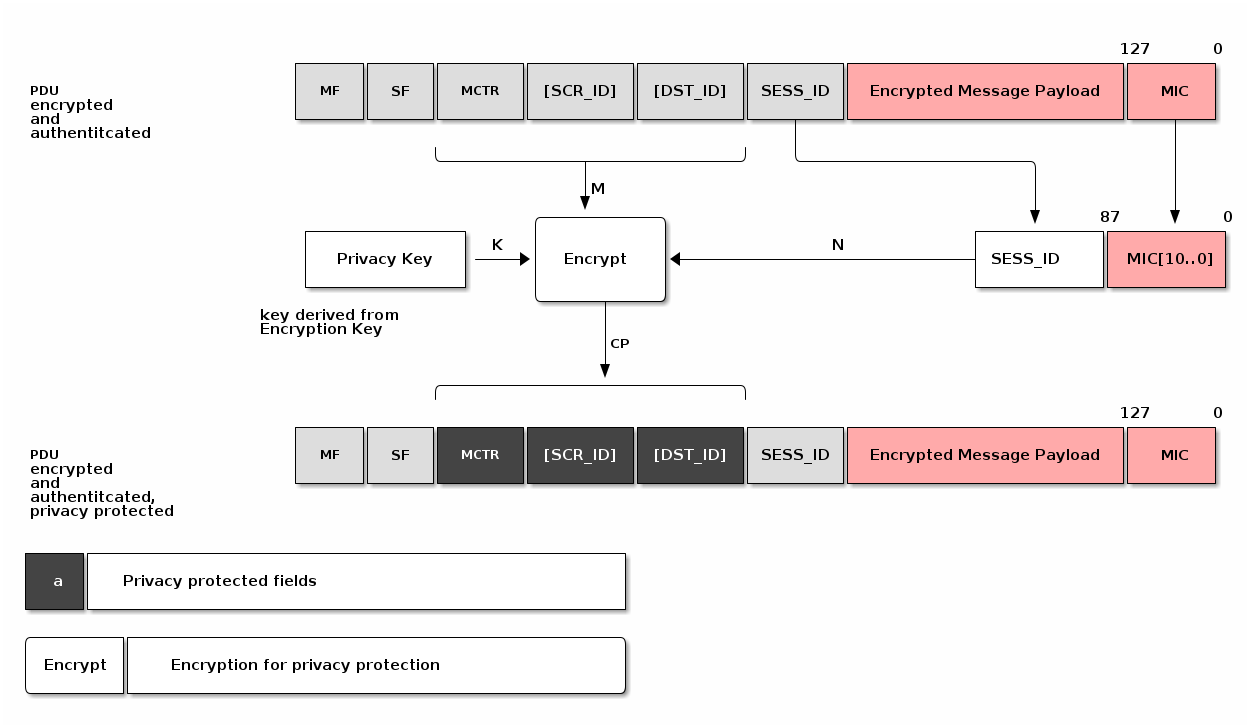 127 0
PDU
encrypted
and
authentitcated
MF SF MCTR [SCR_ID] [DST_ID] SESS_ID Encrypted Message Payload MIC
M
87 0
Privacy Key K Encrypt N SESS_ID MIC[10..0]
key derived from
Encryption Key
CP
127 0
PDU
encrypted
and
authentitcated,
privacy protected
MF SF MCTR [SCR_ID] [DST_ID] SESS_ID Encrypted Message Payload MIC
a Privacy protected fields
Encrypt Encryption for privacy protection